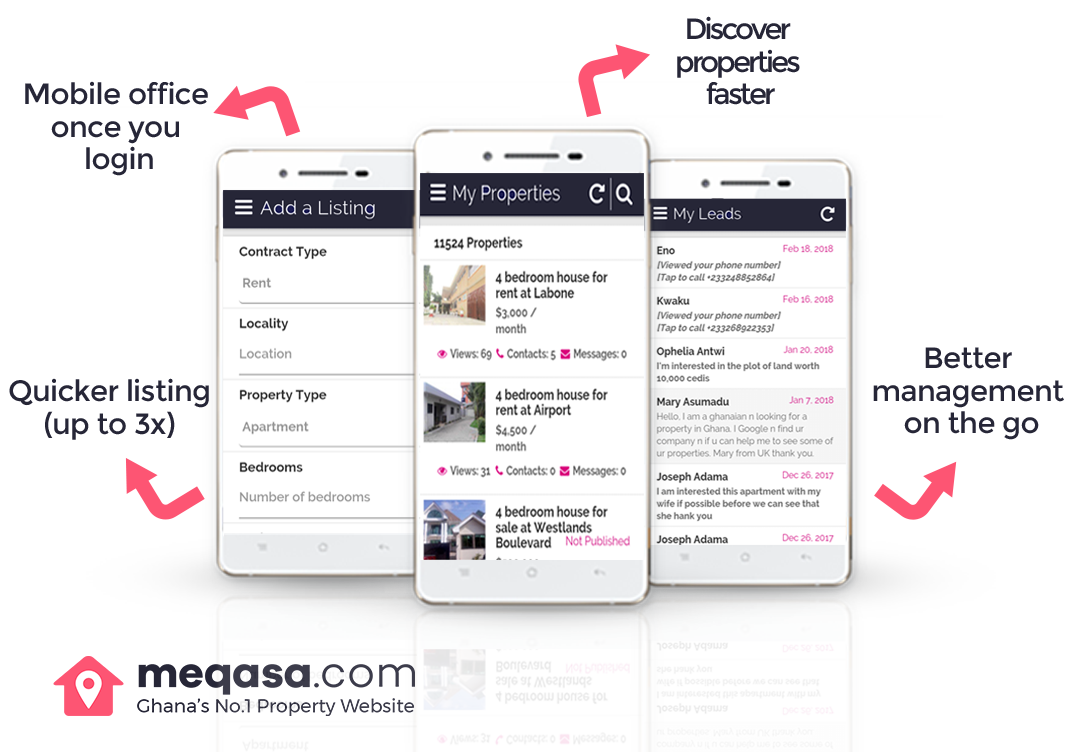 Discover
properties
faster
Mobile office
once you
login
Quicker listing
(up to 3x)
Better
management
on the go
Add a Listing
Contract Type
Rent
Locality
Location
Property Type
Apartment
Bedrooms
Number of bedrooms
My Properties
11524 Properties
4 bedroom house for
rent at Labone
$3,000 /
month
Views: 69 Contacts: 5 Messages: 0
4 bedroom house for
rent at Airport
$4,500 /
month
Views: 31 Contacts: 0 Messages: 0
4 bedroom house for
sale at Westlands
Boulevard Not Published
My Leads
Eno Feb 18, 2018
[Viewed your phone number]
[Tap to call +233248852864]
Kwaku Feb 16, 2018
[Viewed your phone number]
[Tap to call +233268922353]
Ophelia Antwi Jan 20, 2018
I'm interested in the plot of land worth
10,000 cedis
Mary Asumadu Jan 7, 2018
Hello, I am a ghanaian n looking for a
property in Ghana. I Google n find ur
company n if u can help me to see some of
ur properties. Mary from UK thank you.
Joseph Adama Dec 26, 2017
I am interested this apartment with my
wife if possible before we can see that
she hank you
Joseph Adama Dec 26, 2017
meqasa.com
Ghana's No.1 Property Website